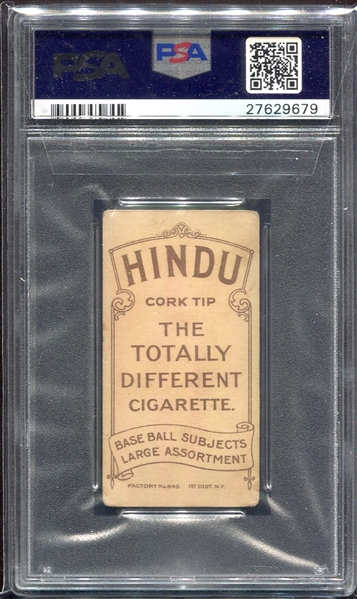 PSA
PSA
27629679
HINDU
CORK TIP
THE
TOTALLY
DIFFERENT
CIGARETTE.
BASE BALL SUBJECTS
LARGE ASSORTMENT
FACTORY No 649. 1ST DIST. N.Y.